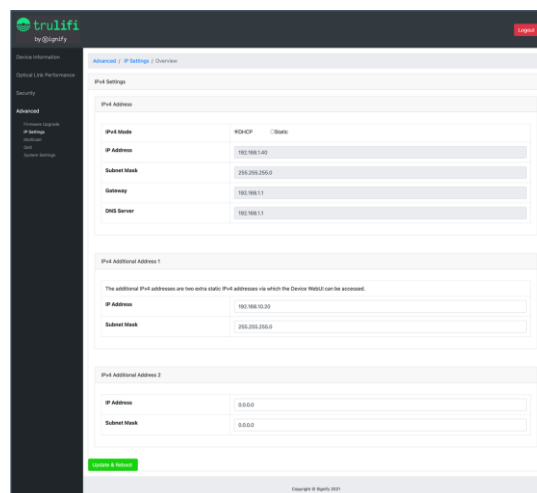 trulifi
by Signify
Logout
Device Information
Optical Link Performance
Security
Advanced
Firmware Upgrade
IP Settings
MultiCast
QoS
System Settings
Advanced / IP Settings / Overview
IPv4 Settings
IPv4 Address
IPv4 Mode DHCP Static
IP Address 192.168.1.40
Subnet Mask 255.255.255.0
Gateway 192.168.1.1
DNS Server 192.168.1.1
IPv4 Additional Address 1
The additional IPv4 addresses are two extra static IPv4 addresses via which the Device WebUI can be accessed.
IP Address 192.168.10.20
Subnet Mask 255.255.255.0
IPv4 Additional Address 2
IP Address 0.0.0.0
Subnet Mask 0.0.0.0
Update & Reboot
Copyright © Signify 2021